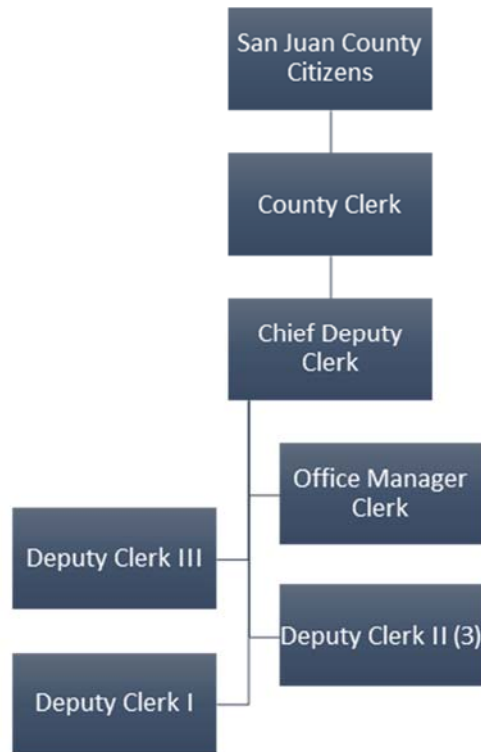 San Juan County
Citizens
County Clerk
Chief Deputy
Clerk
Office Manager
Clerk
Deputy Clerk III
Deputy Clerk II (3)
Deputy Clerk I